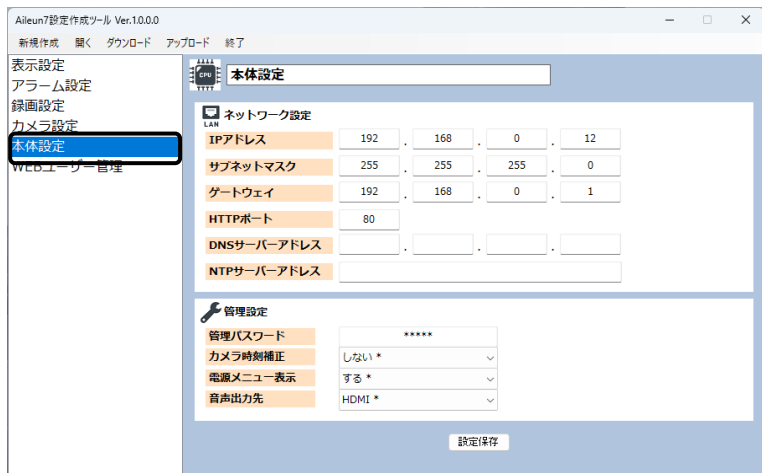 Aileun7設定作成ツール Ver.1.0.0.0
新規作成 開く ダウンロード アップロード 終了
表示設定
アラーム設定
録画設定
カメラ設定
本体設定
WEBユーザー管理
CPU 本体設定
LAN ネットワーク設定
IPアドレス 192 . 168 . 0 . 12
サブネットマスク 255 . 255 . 255 . 0
ゲートウェイ 192 . 168 . 0 . 1
HTTPポート 80
DNSサーバーアドレス . . .
NTPサーバーアドレス
管理設定
管理パスワード *****
カメラ時刻補正 しない *
電源メニュー表示 する *
音声出力先 HDMI *
設定保存